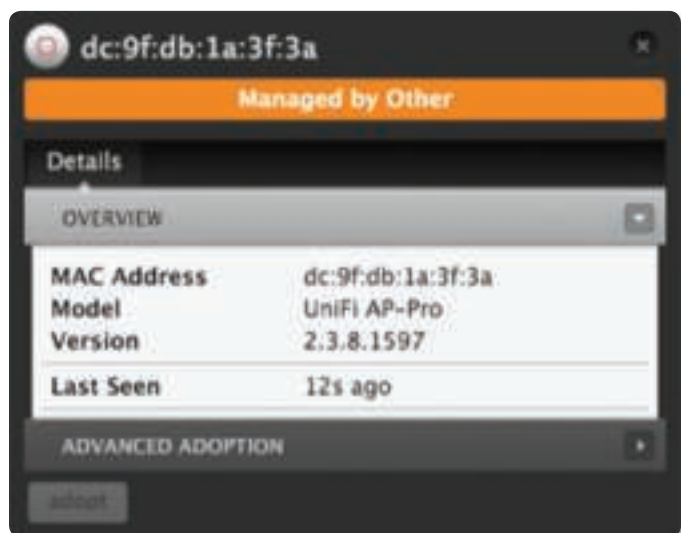 dc:9f:db:1a:3f:3a
Managed by Other
Details
OVERVIEW
MAC Address dc:9f:db:1a:3f:3a
Model UniFi AP-Pro
Version 2.3.8.1597
Last Seen 12s ago
ADVANCED ADOPTION
adopt